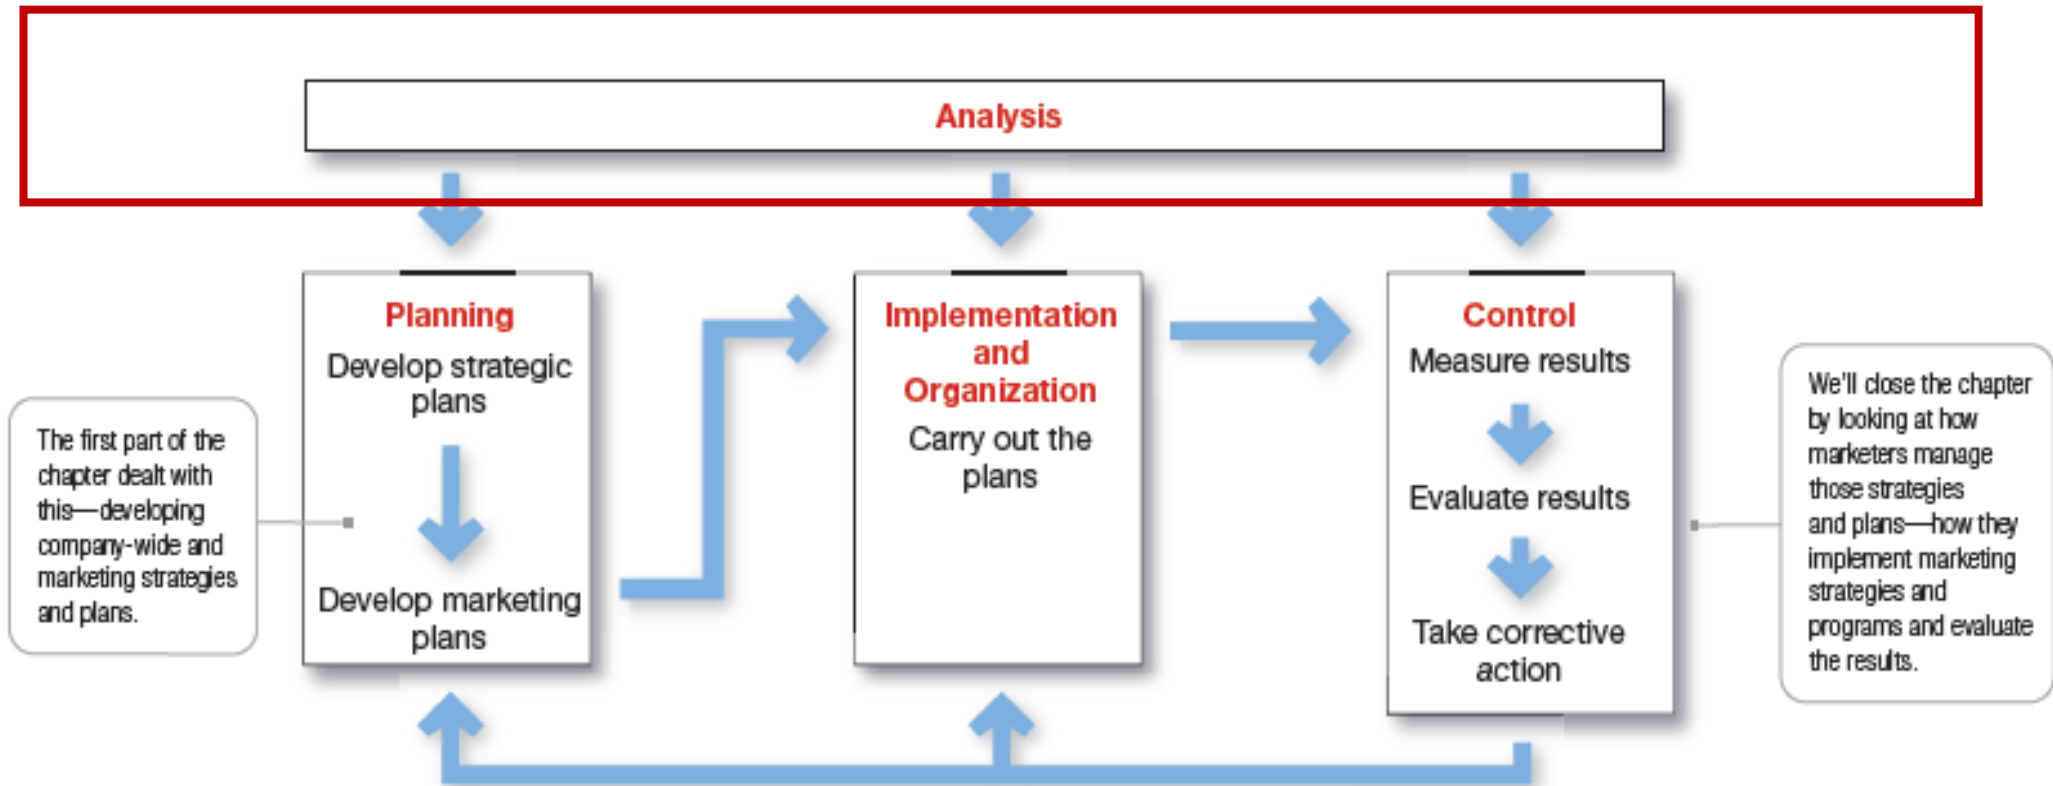 Analysis
Planning
Develop strategic
plans
Develop marketing
plans
Implementation
and
Organization
Carry out the
plans
Control
Measure results
Evaluate results
Take corrective
action
The first part of the
chapter dealt with
this—developing
company-wide and
marketing strategies
and plans.
We'll close the chapter
by looking at how
marketers manage
those strategies
and plans—how they
implement marketing
strategies and
programs and evaluate
the results.